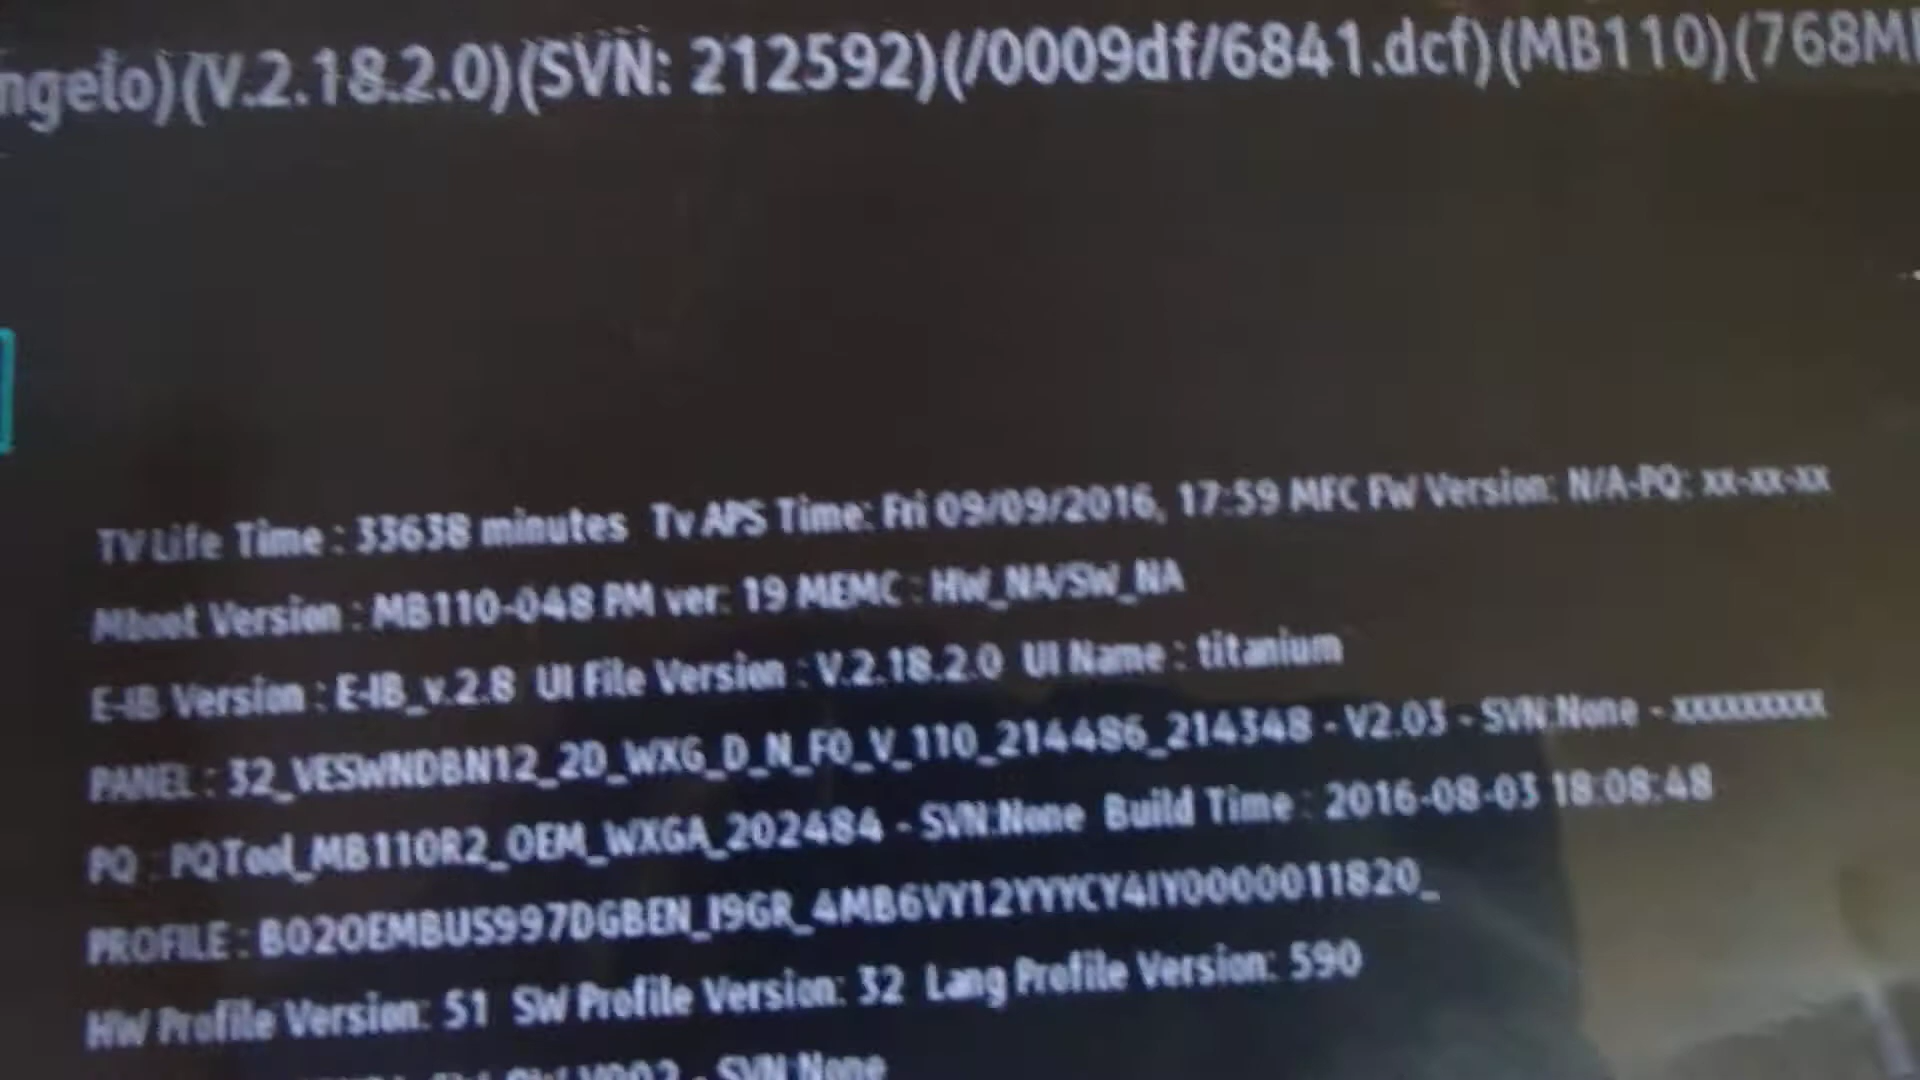 ngelo)(V.2.18.2.0)(SVN: 212592)(/0009df/6841.dcf)(MB110)(768M
TV Life Time : 33638 minutes Tv APS Time: Fri 09/09/2016, 17:59 MFC FW Version: N/A-PQ: xx-xx-xx
Mboot Version : MB110-048 PM ver: 19 MEMC : HW_NA/SW_NA
E-IB Version : E-IB_v.2.8 UI File Version : V.2.18.2.0 UI Name : titanium
PANEL : 32_VESWNDBN12_2D_WXG_D_N_F0_V_110_214486_214348 - V2.03 - SVN:None - xxxxxxxxx
PQ : PQTool_MB110R2_OEM_WXGA_202484 - SVN:None Build Time : 2016-08-03 18:08:48
PROFILE : B02OEMBUS997DGBEN_I9GR_4MB6VY12YYYCY4IY0000011820_
HW Profile Version: 51 SW Profile Version: 32 Lang Profile Version: 590
- SVN:None